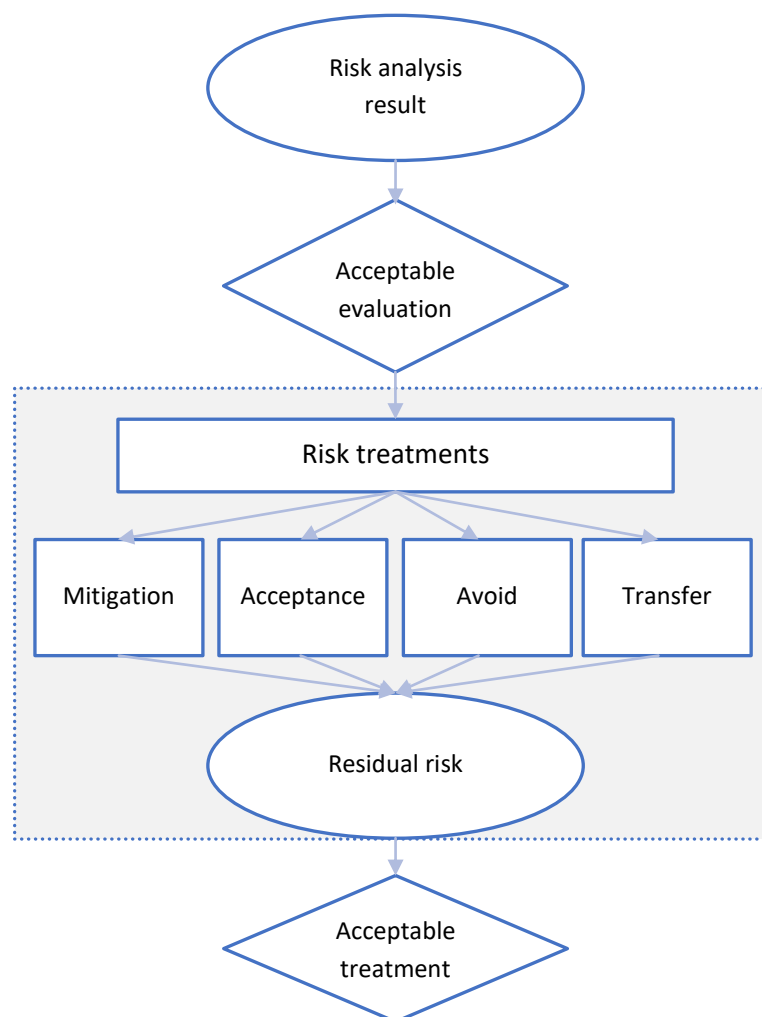 Risk analysis
result
Acceptable
evaluation
Risk treatments
Mitigation
Acceptance
Avoid
Transfer
Residual risk
Acceptable
treatment